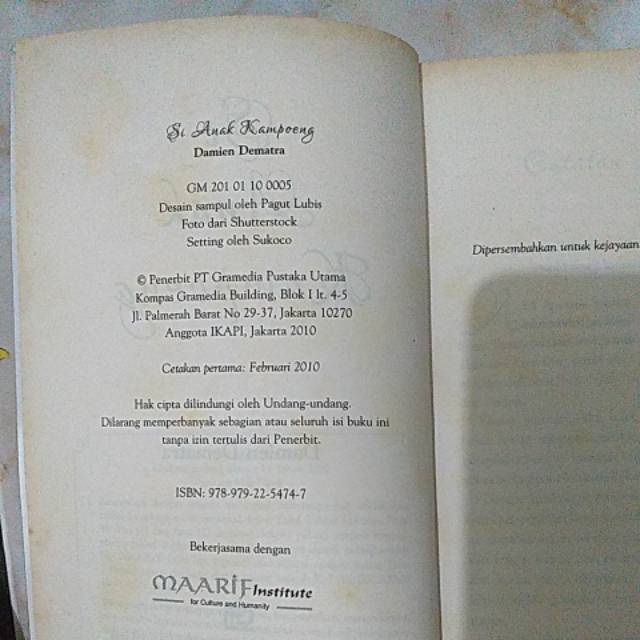 Si Anak Kampoeng
Damien Dematra
GM 201 01 10 0005
Desain sampul oleh Pagut Lubis
Foto dari Shutterstock
Setting oleh Sukoco
© Penerbit PT Gramedia Pustaka Utama
Kompas Gramedia Building, Blok I lt. 4-5
Jl. Palmerah Barat No 29-37, Jakarta 10270
Anggota IKAPI, Jakarta 2010
Cetakan pertama: Februari 2010
Hak cipta dilindungi oleh Undang-undang.
Dilarang memperbanyak sebagian atau seluruh isi buku ini
tanpa izin tertulis dari Penerbit.
ISBN: 978-979-22-5474-7
Bekerjasama dengan
MAARIF Institute
for Culture and Humanity
Dipersembahkan untuk kejayaan